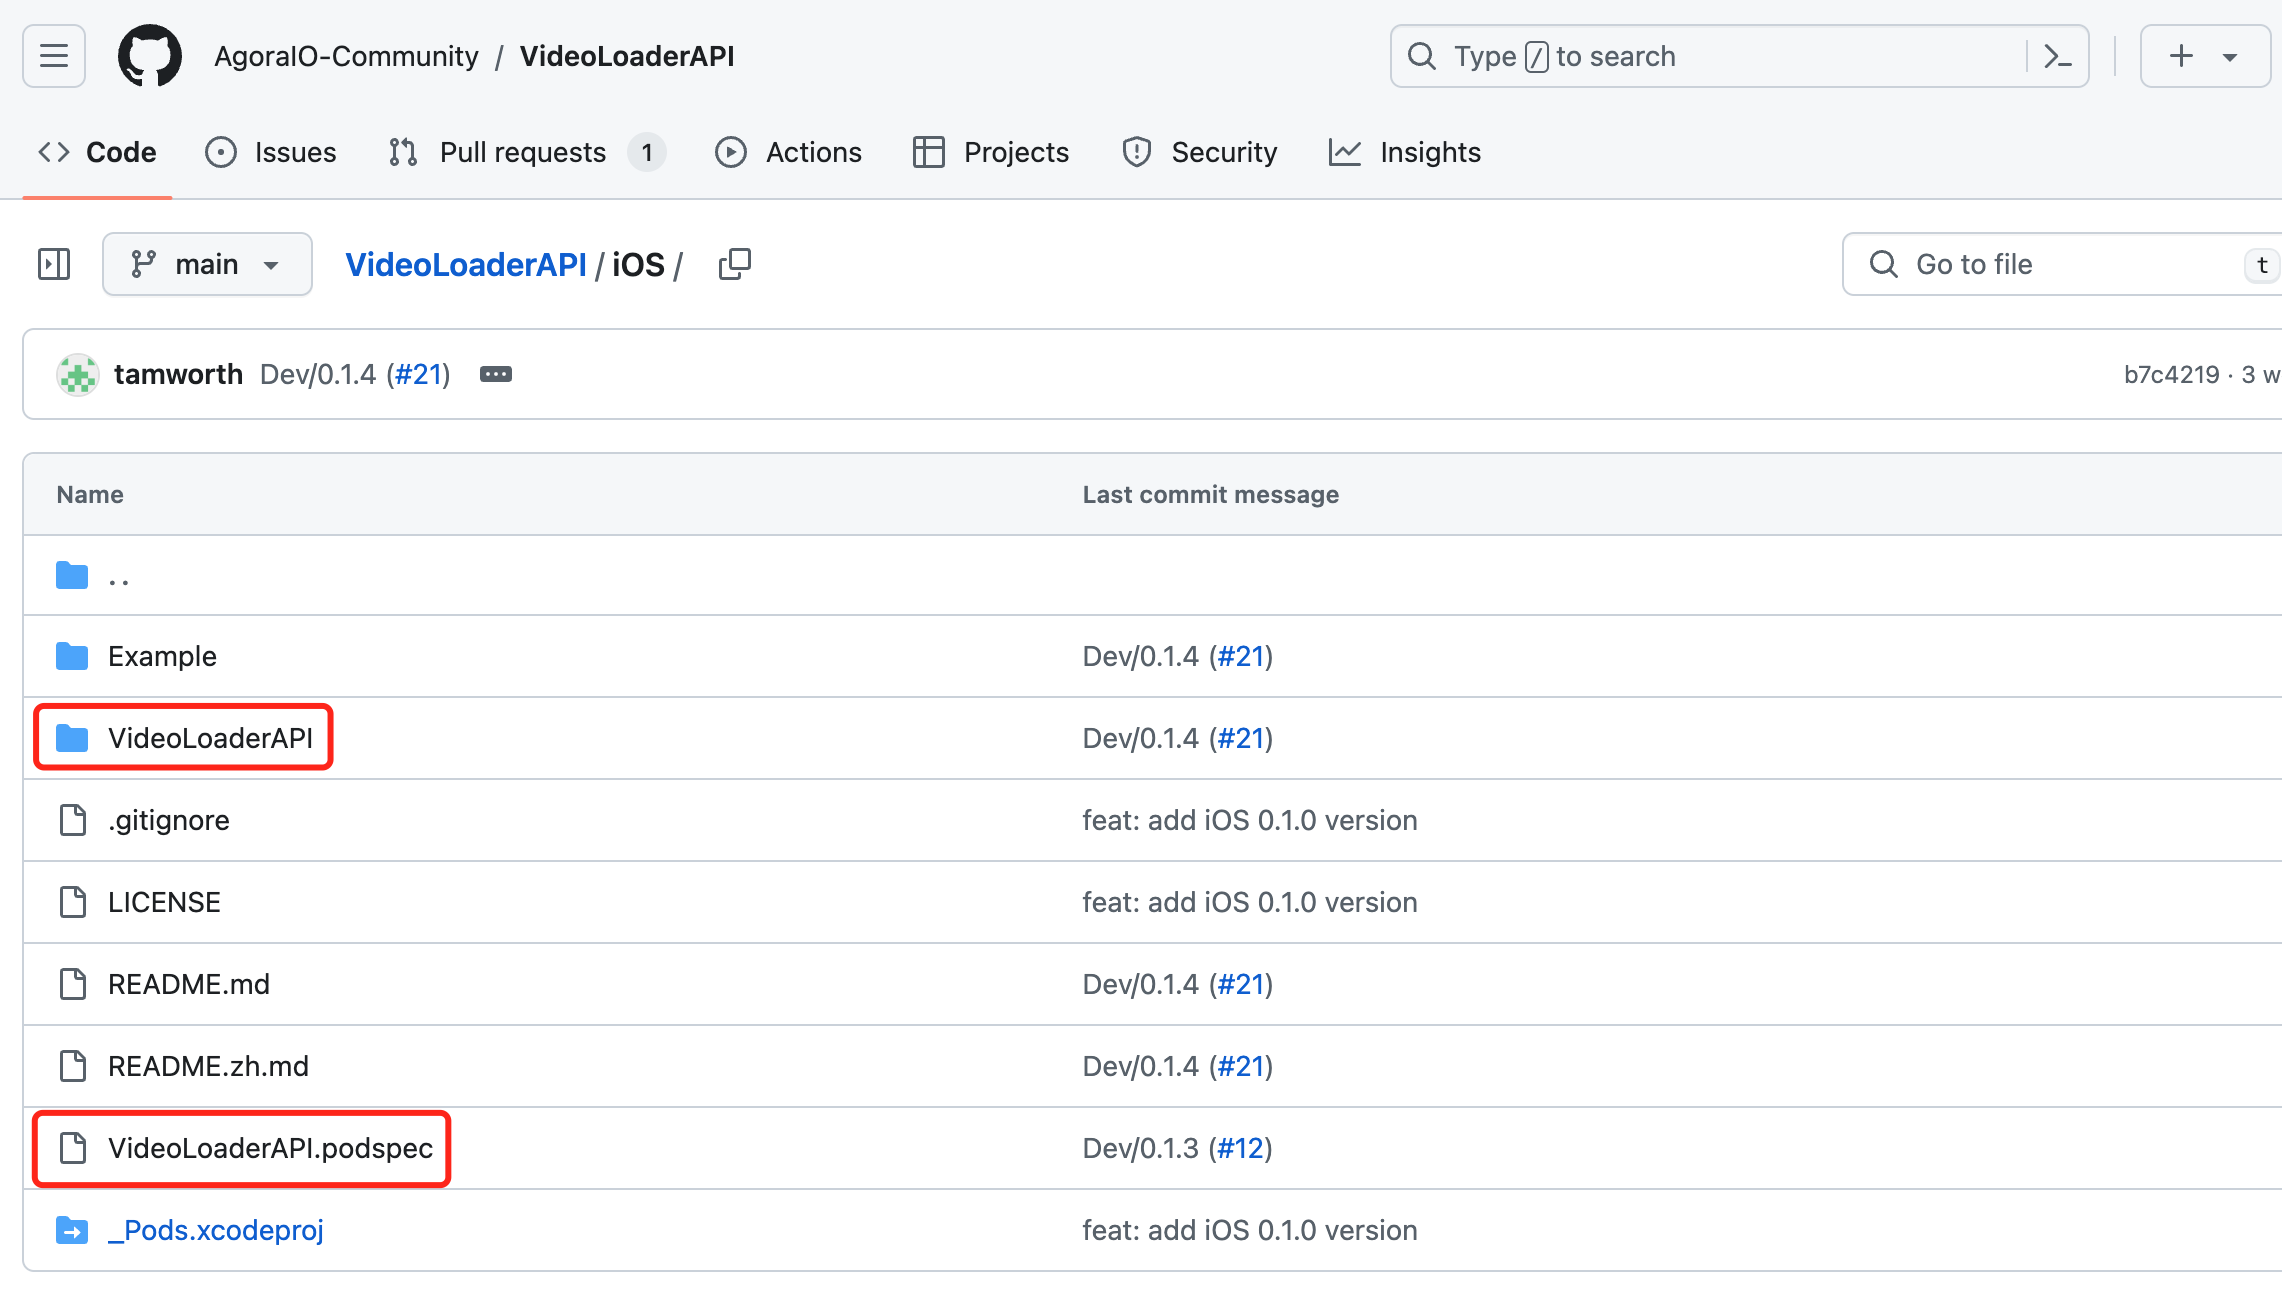 AgoraIO-Community / VideoLoaderAPI
Type / to search
Code Issues Pull requests 1 Actions Projects Security Insights
main VideoLoaderAPI / iOS / Go to file t
tamworth Dev/0.1.4 (#21) b7c4219 · 3 w
Name Last commit message
..
Example Dev/0.1.4 (#21)
VideoLoaderAPI Dev/0.1.4 (#21)
.gitignore feat: add iOS 0.1.0 version
LICENSE feat: add iOS 0.1.0 version
README.md Dev/0.1.4 (#21)
README.zh.md Dev/0.1.4 (#21)
VideoLoaderAPI.podspec Dev/0.1.3 (#12)
_Pods.xcodeproj feat: add iOS 0.1.0 version